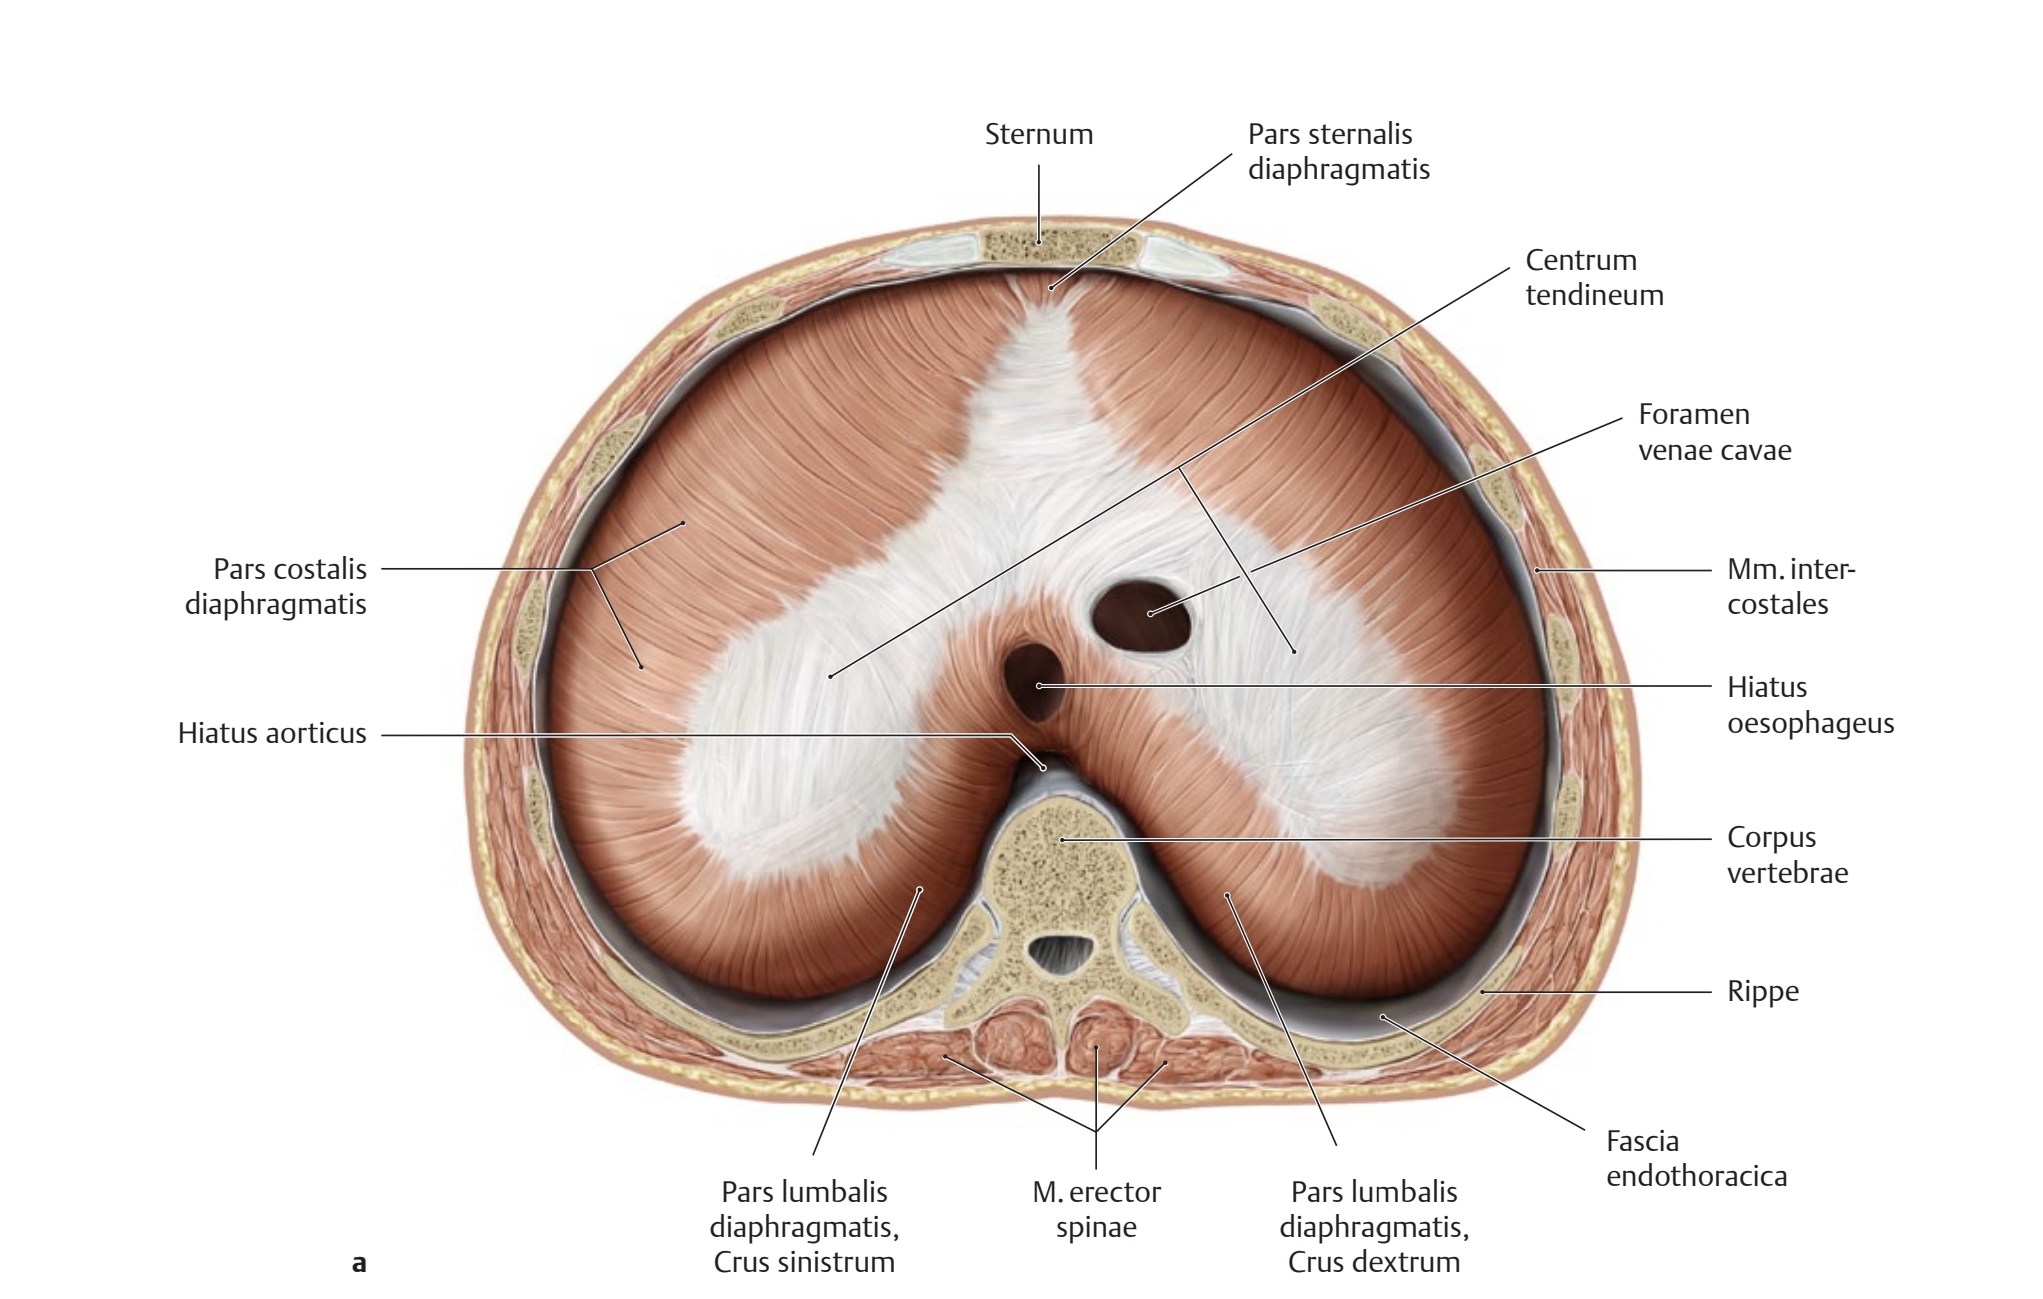 Sternum
Pars sternalis
diaphragmatis
Centrum
tendineum
Foramen
venae cavae
Pars costalis
diaphragmatis
Mm. inter-
costales
Hiatus
oesophageus
Hiatus aorticus
Corpus
vertebrae
Rippe
Fascia
endothoracica
Pars lumbalis
diaphragmatis,
Crus sinistrum
M. erector
spinae
Pars lumbalis
diaphragmatis,
Crus dextrum
a